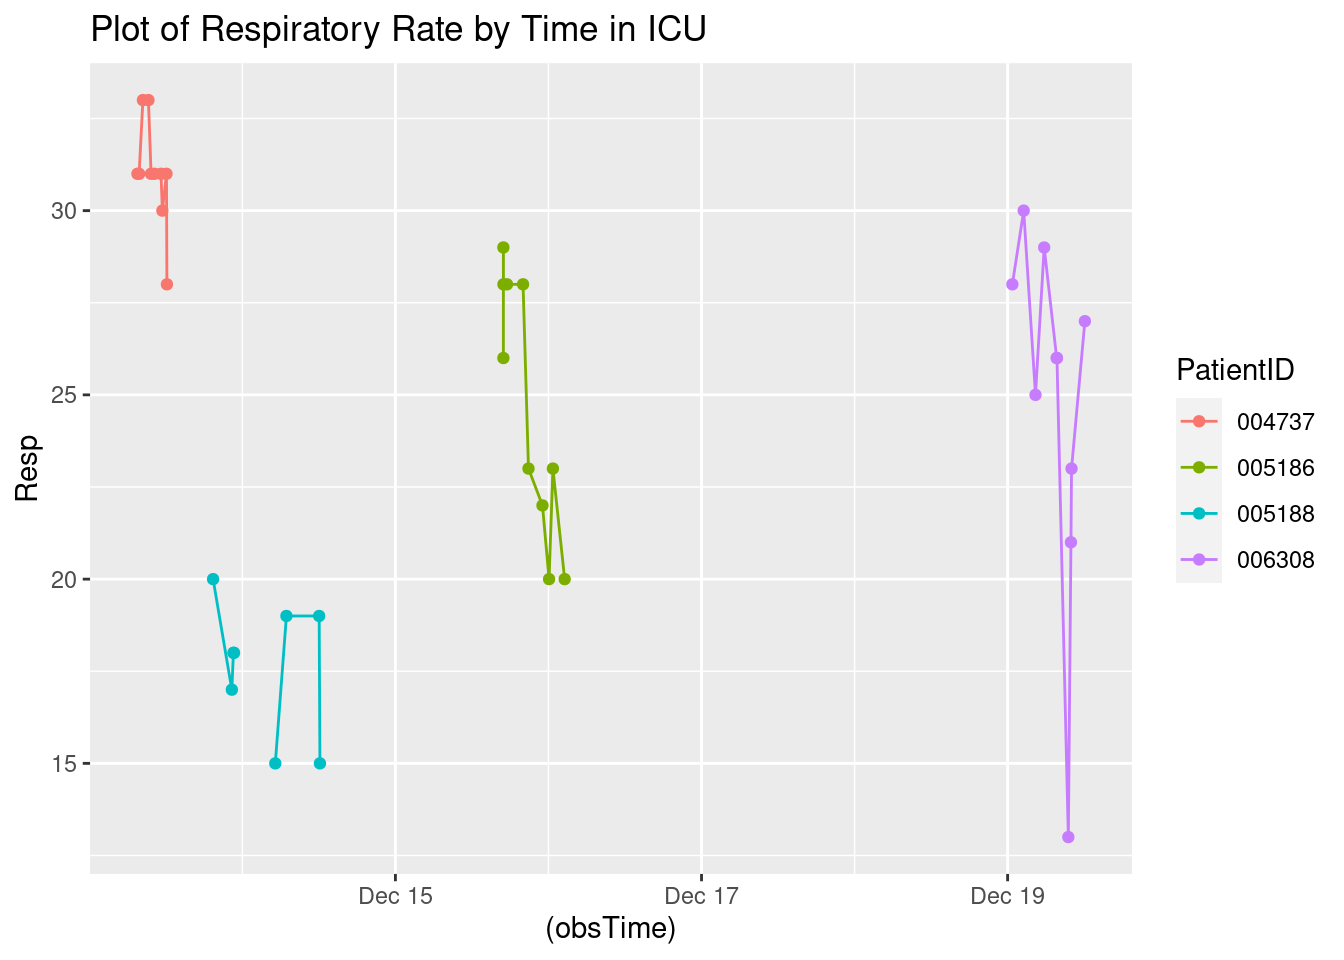 Plot of Respiratory Rate by Time in ICU
30
25
20
15
Resp
Dec 15
Dec 17
Dec 19
(obsTime)
PatientID
004737
005186
005188
006308